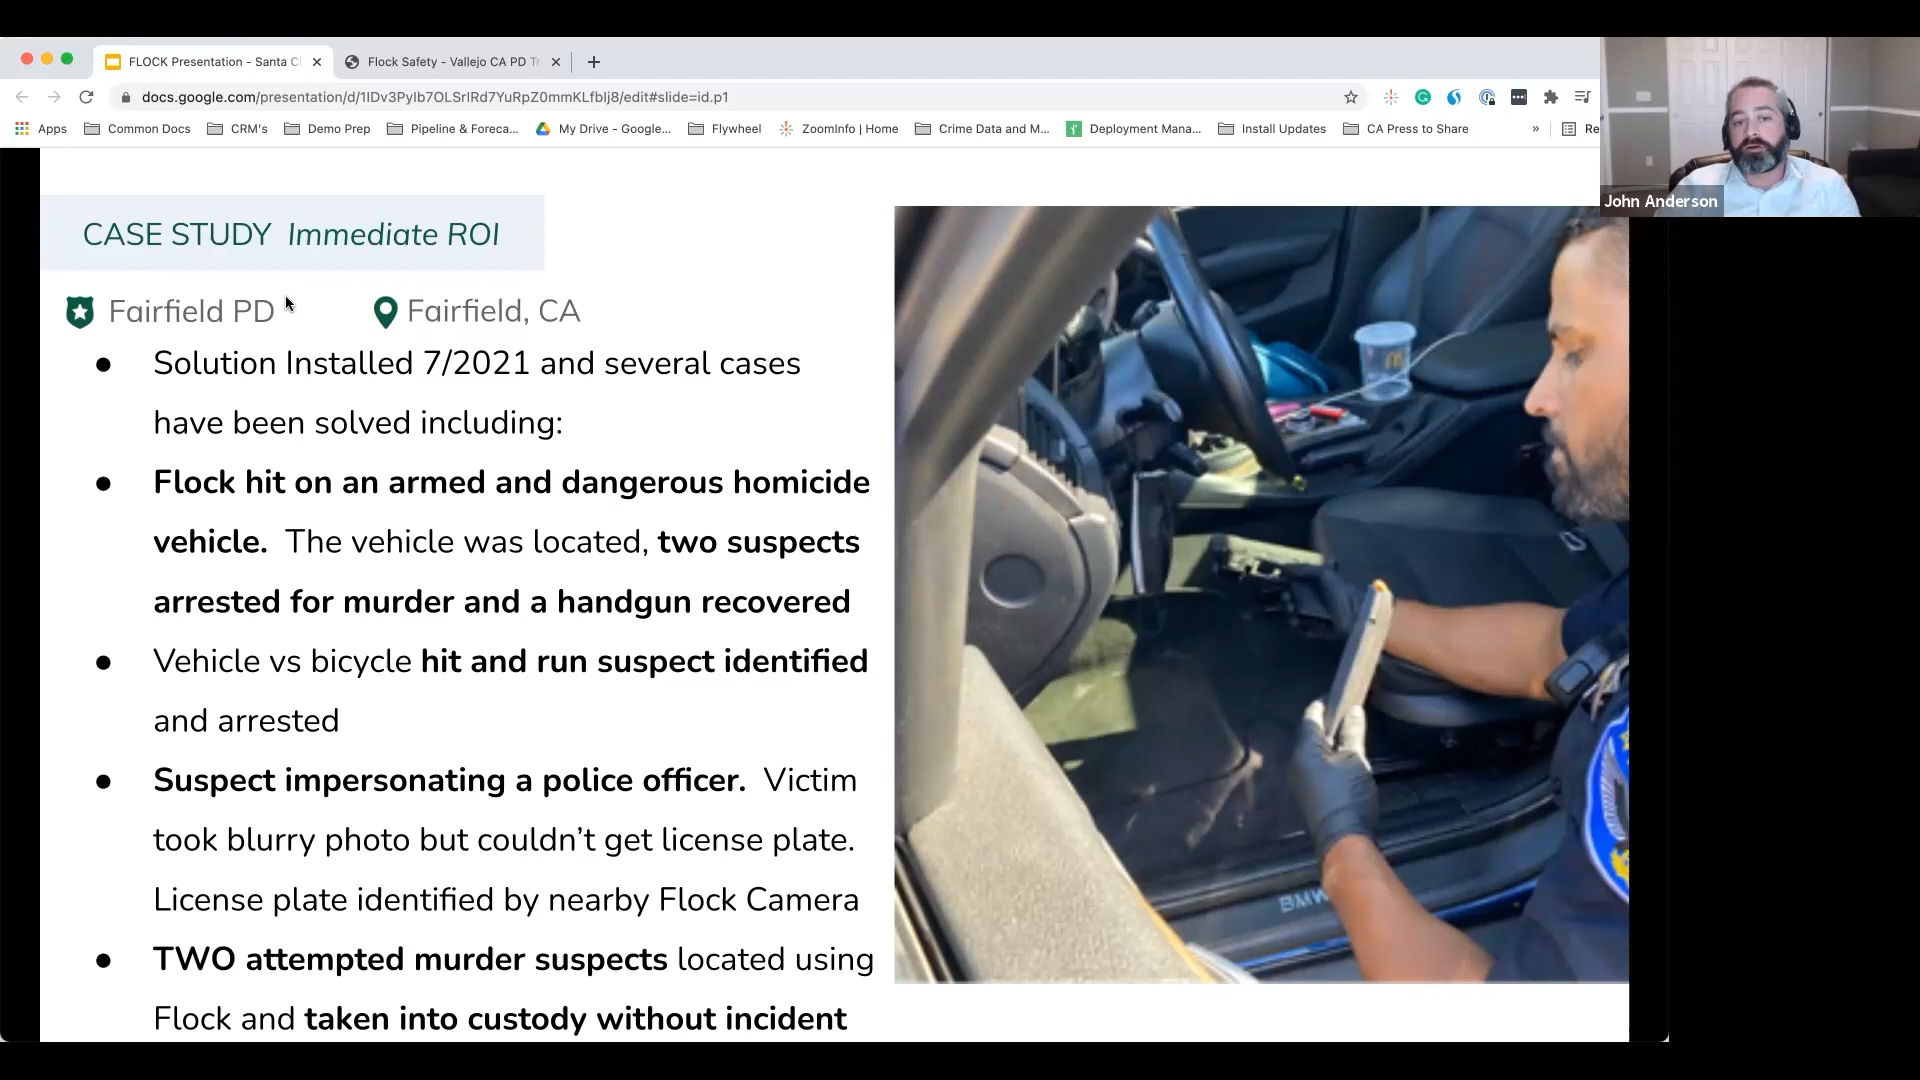 FLOCK Presentation - Santa C
Flock Safety - Vallejo CA PD Tr
docs.google.com/presentation/d/1IDv3PyIb7OLSrIRd7YuRpZ0mmKLfbIj8/edit#slide=id.p1
Apps
Common Docs
CRM's
Demo Prep
Pipeline & Foreca...
My Drive - Google...
Flywheel
ZoomInfo | Home
Crime Data and M...
Deployment Mana...
Install Updates
CA Press to Share
»
Re
John Anderson
CASE STUDY Immediate ROI
Fairfield PD
Fairfield, CA
● Solution Installed 7/2021 and several cases
have been solved including:
● Flock hit on an armed and dangerous homicide
vehicle. The vehicle was located, two suspects
arrested for murder and a handgun recovered
● Vehicle vs bicycle hit and run suspect identified
and arrested
● Suspect impersonating a police officer. Victim
took blurry photo but couldn't get license plate.
License plate identified by nearby Flock Camera
● TWO attempted murder suspects located using
Flock and taken into custody without incident
BMW